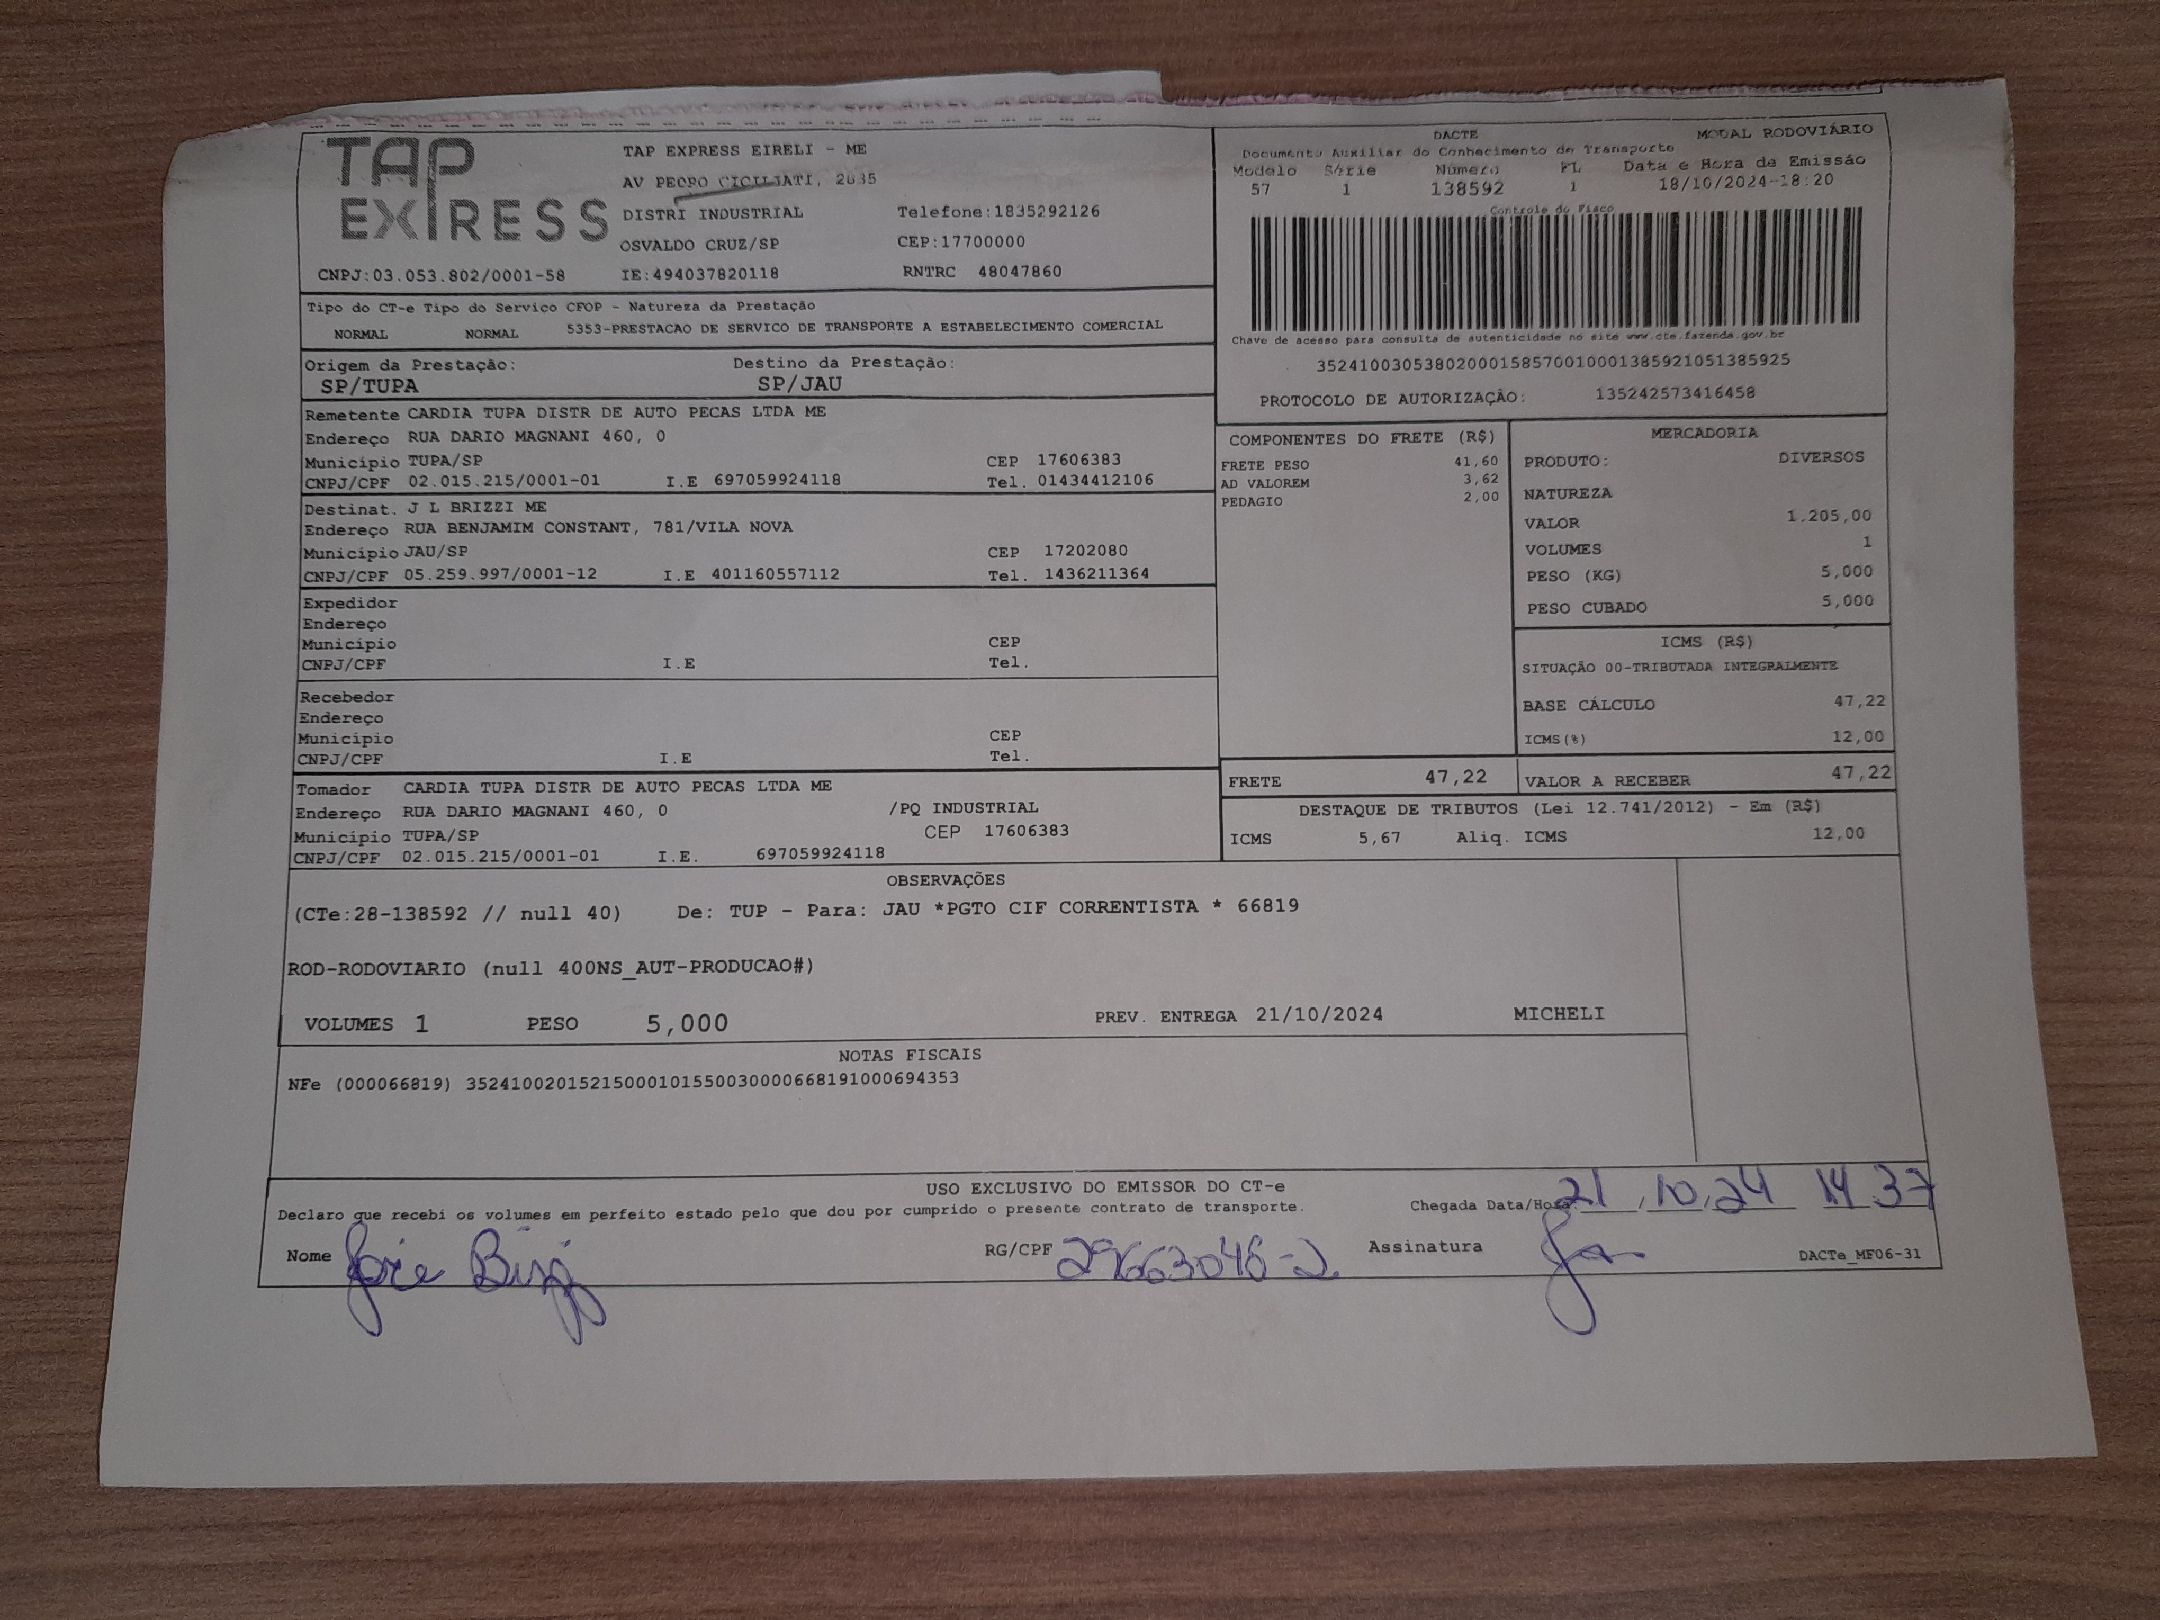 TAP EXPRESS
TAP EXPRESS EIRELI - ME
AV PEDRO CICILIATI, 2635
DISTRI INDUSTRIAL Telefone:1835292126
OSVALDO CRUZ/SP CEP:17700000
CNPJ:03.053.802/0001-58 IE:494037820118 RNTRC 48047860
DACTE MODAL RODOVIÁRIO
Documento Auxiliar do Conhecimento de Transporte
Modelo Série Número FL Data e Hora de Emissão
57 1 138592 1 18/10/2024-18:20
Controle do Fisco
Chave de acesso para consulta de autenticidade no site www.cte.fazenda.gov.br
35241003053802000158570010001385921051385925
PROTOCOLO DE AUTORIZAÇÃO: 135242573416458
Tipo do CT-e Tipo do Serviço CFOP - Natureza da Prestação
NORMAL NORMAL 5353-PRESTACAO DE SERVICO DE TRANSPORTE A ESTABELECIMENTO COMERCIAL
Origem da Prestação: Destino da Prestação:
SP/TUPA SP/JAU
Remetente CARDIA TUPA DISTR DE AUTO PECAS LTDA ME
Endereço RUA DARIO MAGNANI 460, 0
Município TUPA/SP CEP 17606383
CNPJ/CPF 02.015.215/0001-01 I.E 697059924118 Tel. 01434412106
Destinat. J L BRIZZI ME
Endereço RUA BENJAMIM CONSTANT, 781/VILA NOVA
Município JAU/SP CEP 17202080
CNPJ/CPF 05.259.997/0001-12 I.E 401160557112 Tel. 1436211364
Expedidor
Endereço
Município CEP
CNPJ/CPF I.E Tel.
Recebedor
Endereço
Município CEP
CNPJ/CPF I.E Tel.
Tomador CARDIA TUPA DISTR DE AUTO PECAS LTDA ME
Endereço RUA DARIO MAGNANI 460, 0 /PQ INDUSTRIAL
Município TUPA/SP CEP 17606383
CNPJ/CPF 02.015.215/0001-01 I.E. 697059924118
COMPONENTES DO FRETE (R$)
FRETE PESO 41,60
AD VALOREM 3,62
PEDAGIO 2,00
MERCADORIA
PRODUTO: DIVERSOS
NATUREZA
VALOR 1.205,00
VOLUMES 1
PESO (KG) 5,000
PESO CUBADO 5,000
ICMS (R$)
SITUAÇÃO 00-TRIBUTADA INTEGRALMENTE
BASE CÁLCULO 47,22
ICMS(%) 12,00
FRETE 47,22 VALOR A RECEBER 47,22
DESTAQUE DE TRIBUTOS (Lei 12.741/2012) - Em (R$)
ICMS 5,67 Aliq. ICMS 12,00
OBSERVAÇÕES
(CTe:28-138592 // null 40) De: TUP - Para: JAU *PGTO CIF CORRENTISTA * 66819
ROD-RODOVIARIO (null 400NS_AUT-PRODUCAO#)
VOLUMES 1 PESO 5,000 PREV. ENTREGA 21/10/2024 MICHELI
NOTAS FISCAIS
NFe (000066819) 35241002015215000101550030000668191000694353
USO EXCLUSIVO DO EMISSOR DO CT-e
Declaro que recebi os volumes em perfeito estado pelo que dou por cumprido o presente contrato de transporte. Chegada Data/Hora: 21,10,24 14 37
Nome RG/CPF 29663048-2 Assinatura DACTe_MF06-31